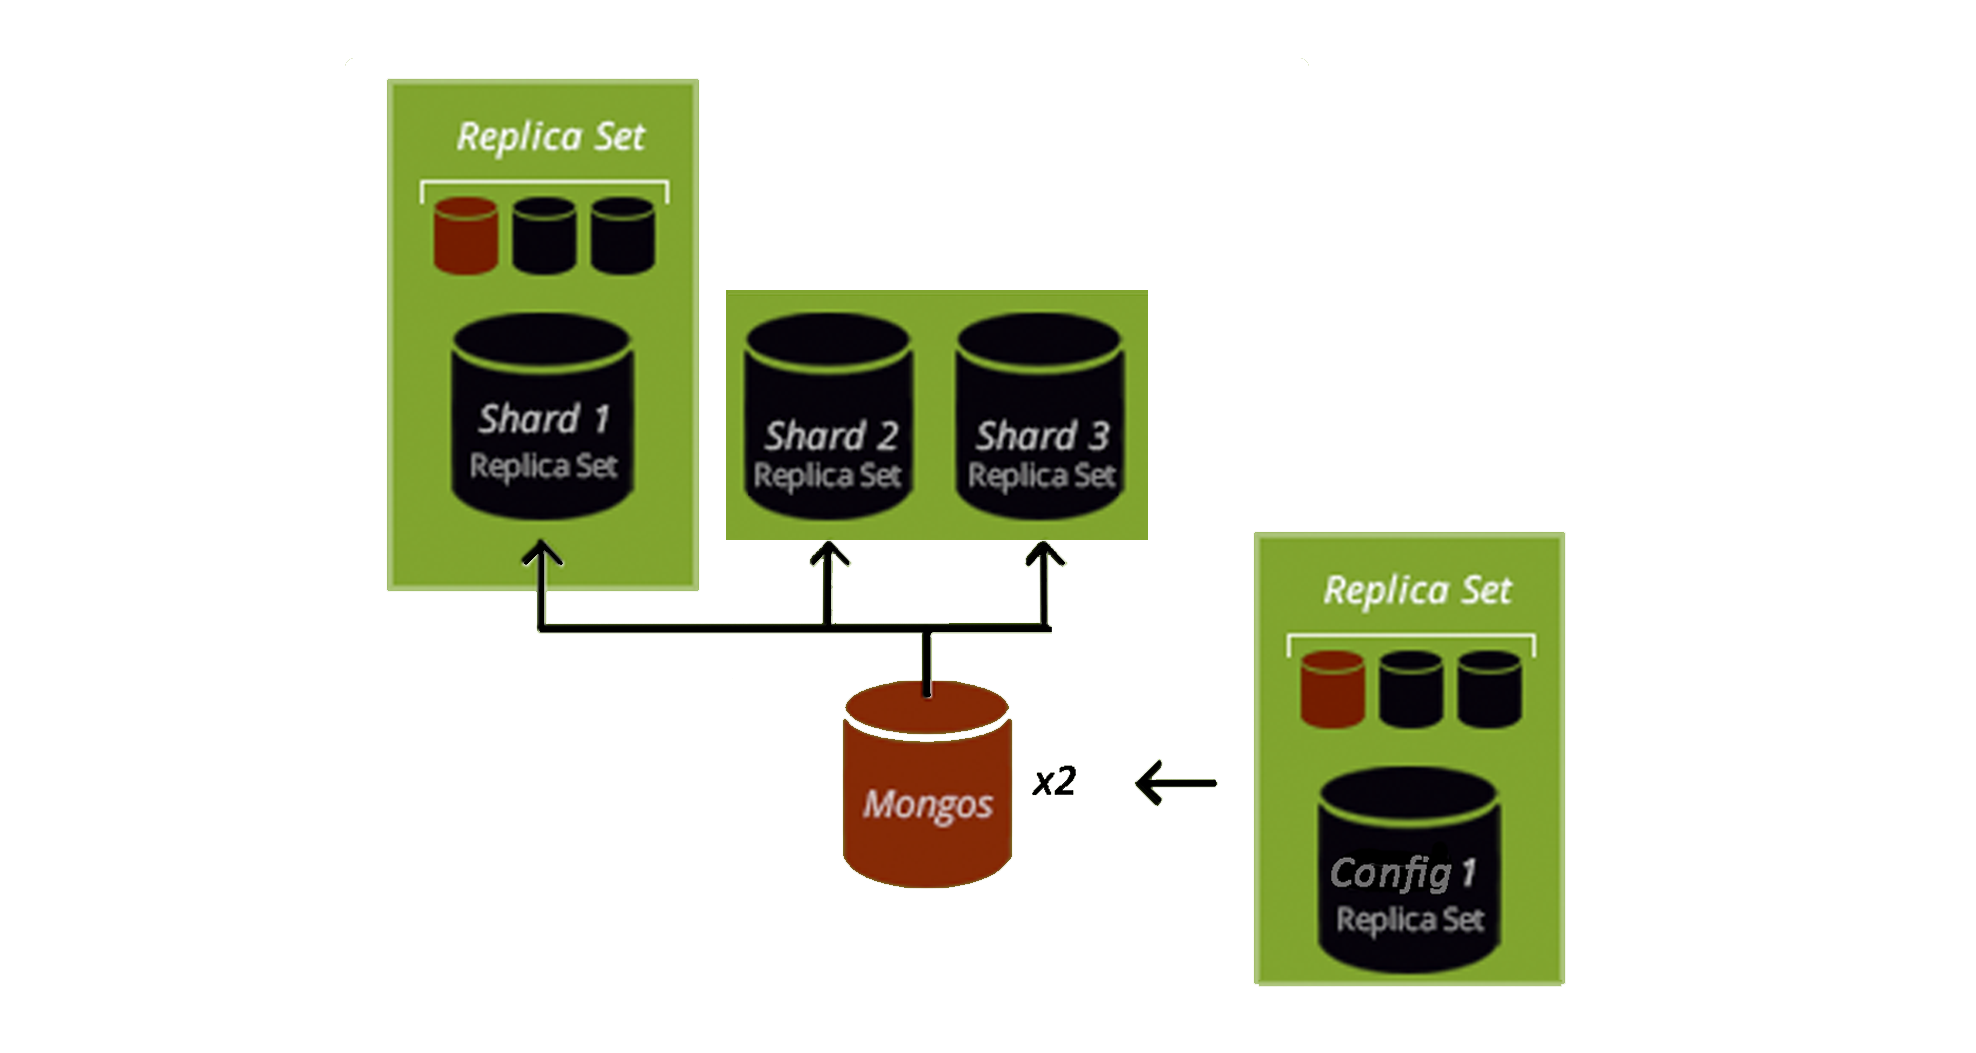 Replica Set
Shard 1
Replica Set
Shard 2
Replica Set
Shard 3
Replica Set
Mongos
x2
Replica Set
Config 1
Replica Set